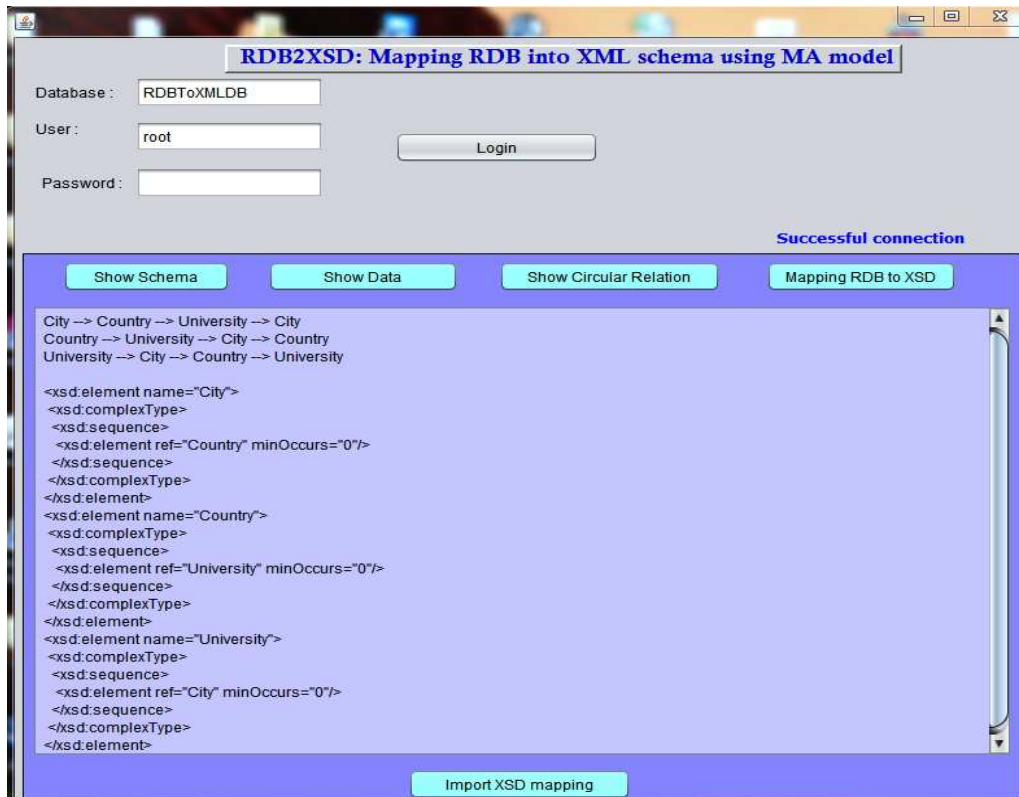 RDB2XSD: Mapping RDB into XML schema using MA model
Database : RDBToXMLDB
User : root
Login
Password :
Successful connection
Show Schema Show Data Show Circular Relation Mapping RDB to XSD
City --> Country --> University --> City
Country --> University --> City --> Country
University --> City --> Country --> University
<xsd:element name="City">
<xsd:complexType>
<xsd:sequence>
<xsd:element ref="Country" minOccurs="0"/>
</xsd:sequence>
</xsd:complexType>
</xsd:element>
<xsd:element name="Country">
<xsd:complexType>
<xsd:sequence>
<xsd:element ref="University" minOccurs="0"/>
</xsd:sequence>
</xsd:complexType>
</xsd:element>
<xsd:element name="University">
<xsd:complexType>
<xsd:sequence>
<xsd:element ref="City" minOccurs="0"/>
</xsd:sequence>
</xsd:complexType>
</xsd:element>
Import XSD mapping